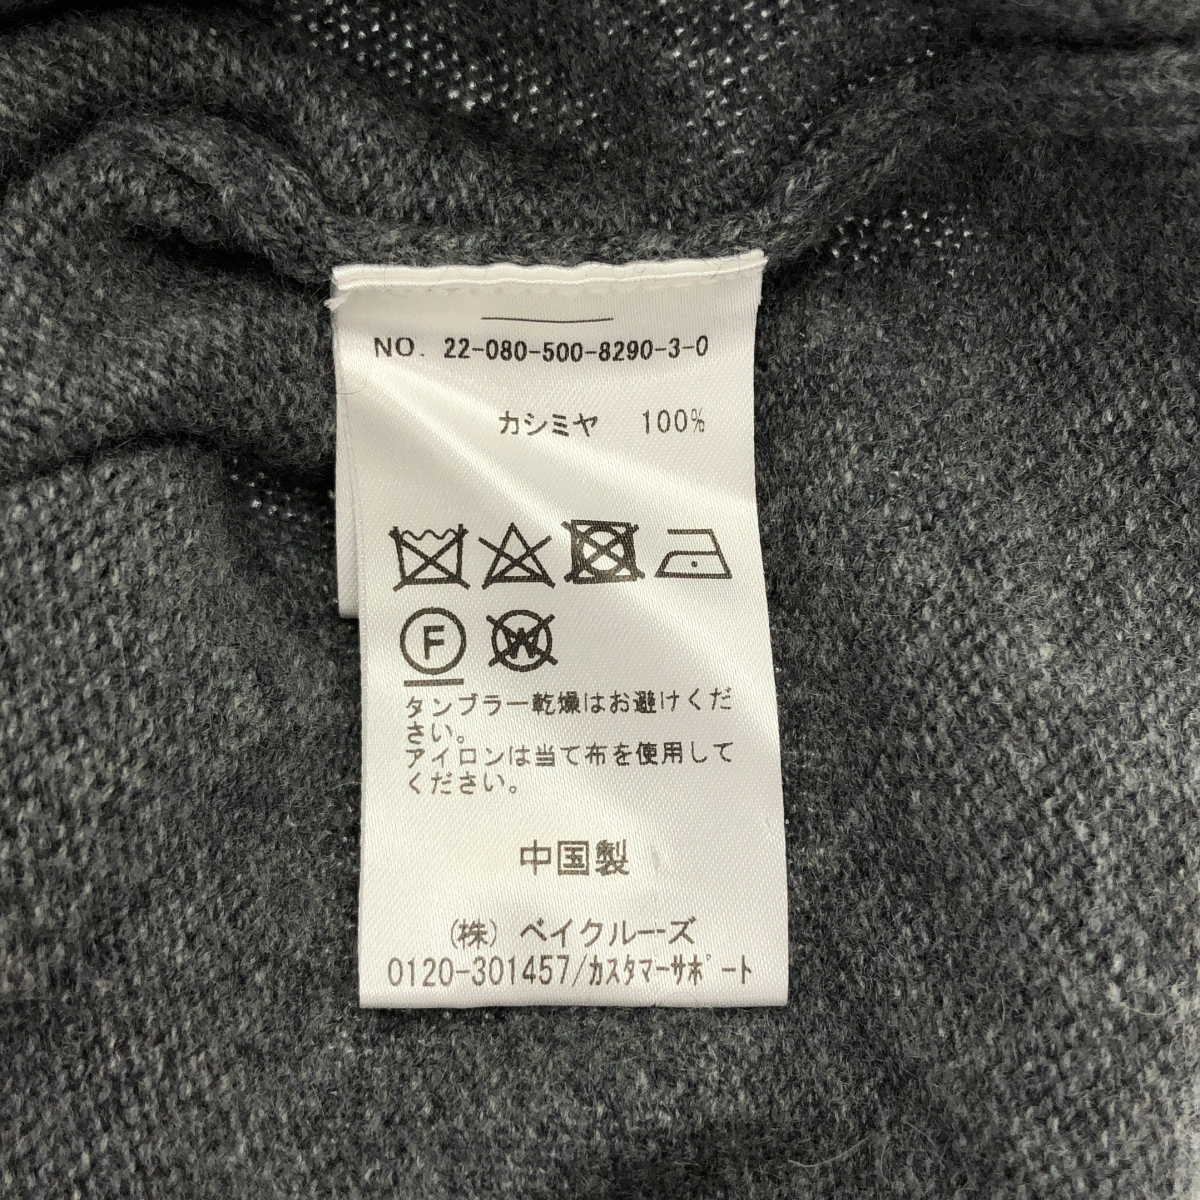 NO. 22-080-500-8290-3-0
カシミヤ 100%
F W
タンブラー乾燥はお避けくだ
さい。
アイロンは当て布を使用して
ください。
中国製
(株) ベイクルーズ
0120-301457/ｶｽﾀﾏｰｻﾎﾟｰﾄ